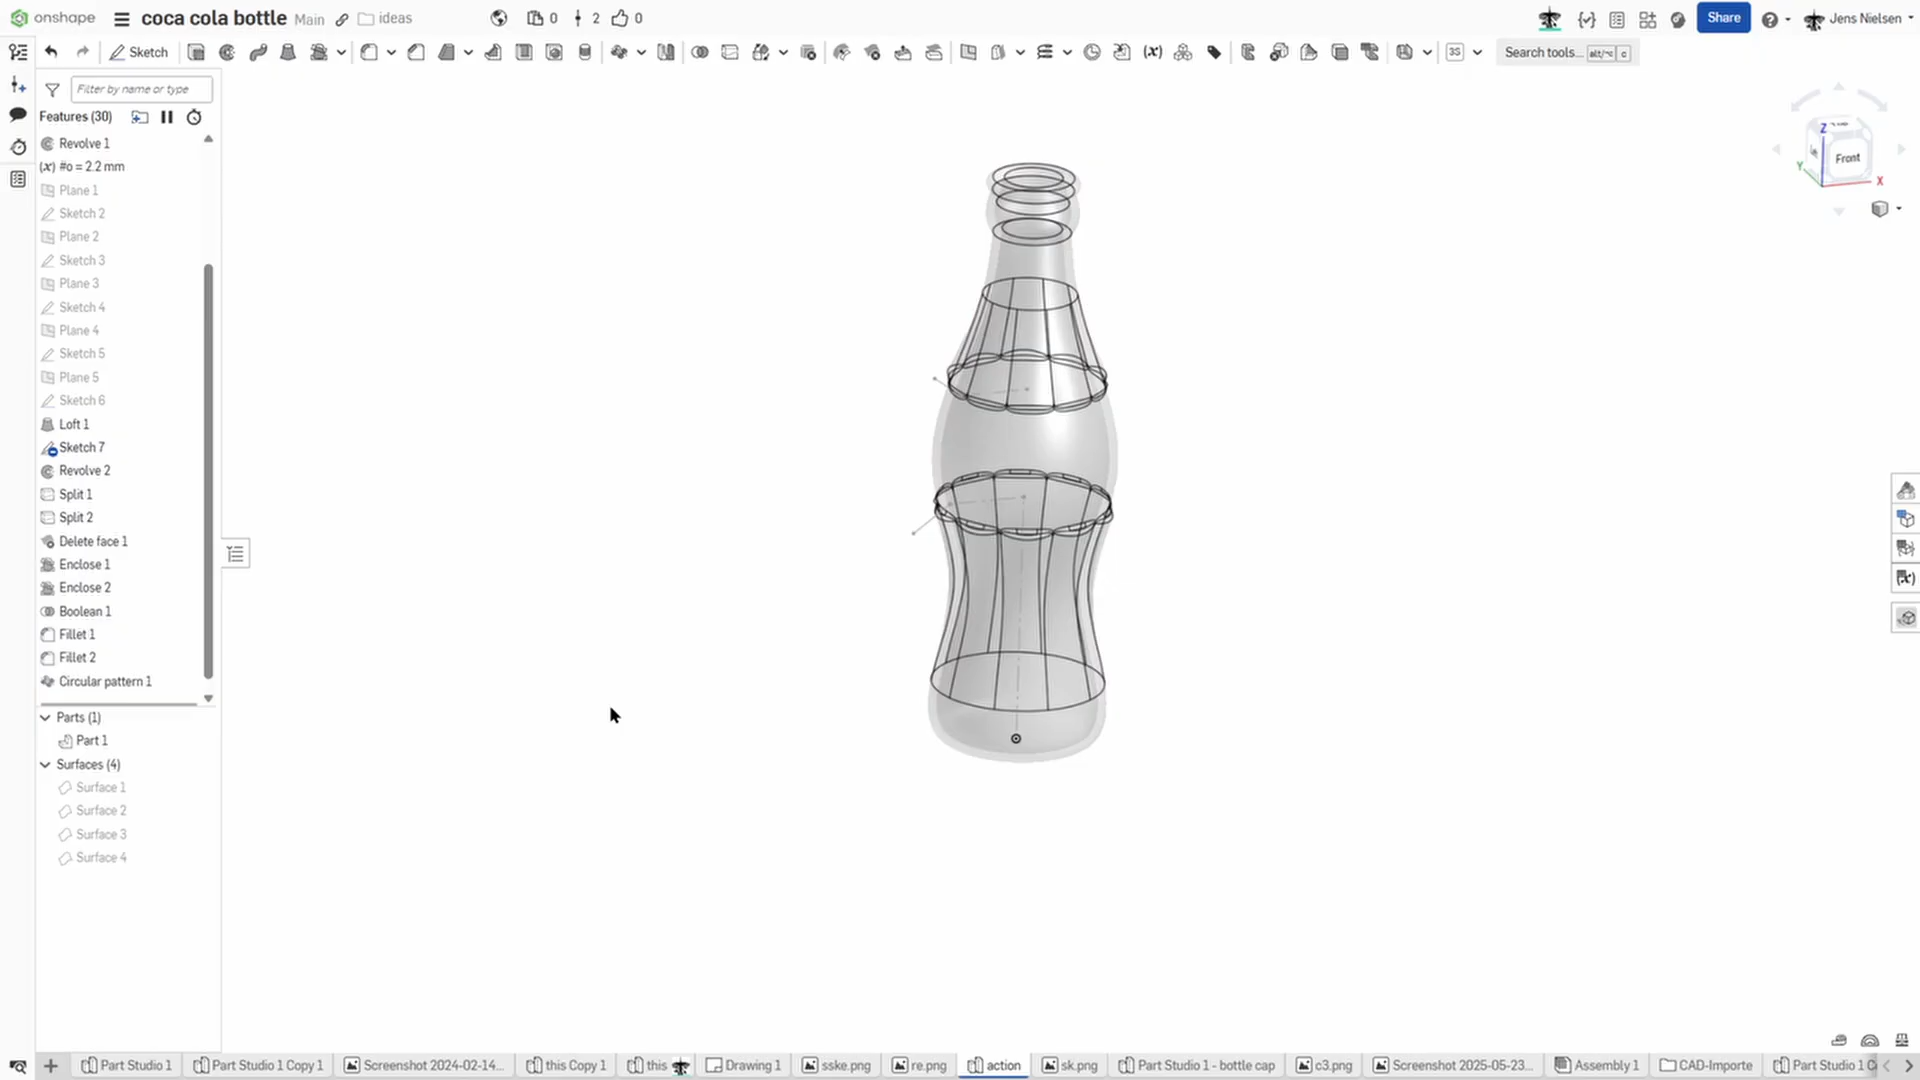 onshape coca cola bottle Main ideas 0 2 0 Share Jens Nielsen
Sketch (x) 3S Search tools... alt/⌥ c
Filter by name or type
Features (30)
Revolve 1
(x) #o = 2.2 mm
Plane 1
Sketch 2
Plane 2
Sketch 3
Plane 3
Sketch 4
Plane 4
Sketch 5
Plane 5
Sketch 6
Loft 1
Sketch 7
Revolve 2
Split 1
Split 2
Delete face 1
Enclose 1
Enclose 2
Boolean 1
Fillet 1
Fillet 2
Circular pattern 1
Parts (1)
Part 1
Surfaces (4)
Surface 1
Surface 2
Surface 3
Surface 4
Z
Front
Y
X
(x)
Part Studio 1 Part Studio 1 Copy 1 Screenshot 2024-02-14... this Copy 1 this Drawing 1 sske.png re.png action sk.png Part Studio 1 - bottle cap c3.png Screenshot 2025-05-23... Assembly 1 CAD-Importe Part Studio 1